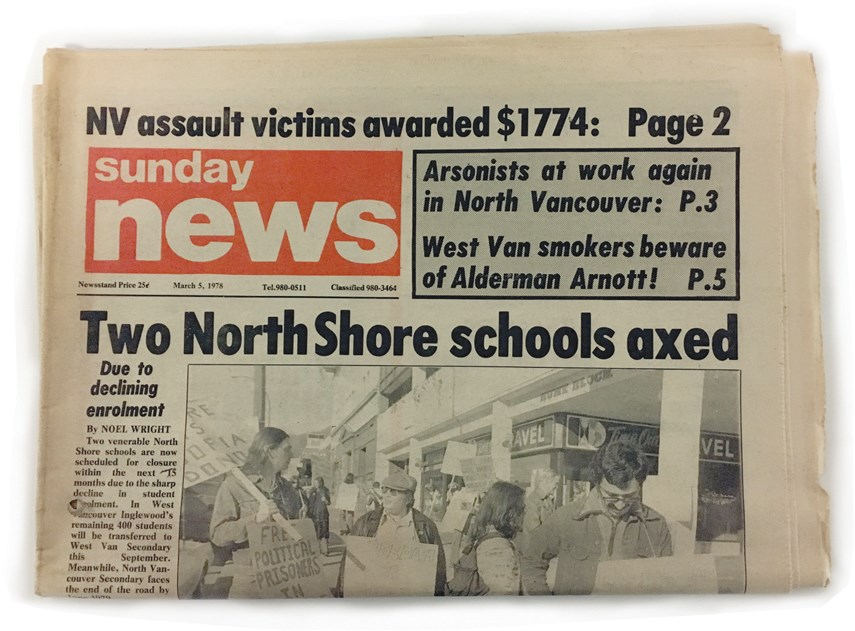 NV assault victims awarded $1774: Page 2
sunday
news
Arsonists at work again
in North Vancouver: P.3
West Van smokers beware
of Alderman Arnott! P.5
Newsstand Price 25¢ March 5, 1978 Tel.980-0511 Classified 980-3464
Two North Shore schools axed
Due to
declining
enrolment
By NOEL WRIGHT
Two venerable North
Shore schools are now
scheduled for closure
within the next 15
months due to the sharp
decline in student
In West
Vancouver Inglewood's
remaining 400 students
will be transferred to
West Van Secondary
this September.
Meanwhile, North Van-
couver Secondary faces
the end of the road by
HOME BLOCK
AVEL
VEL
FREE
POLITICAL
PRISONERS
IN